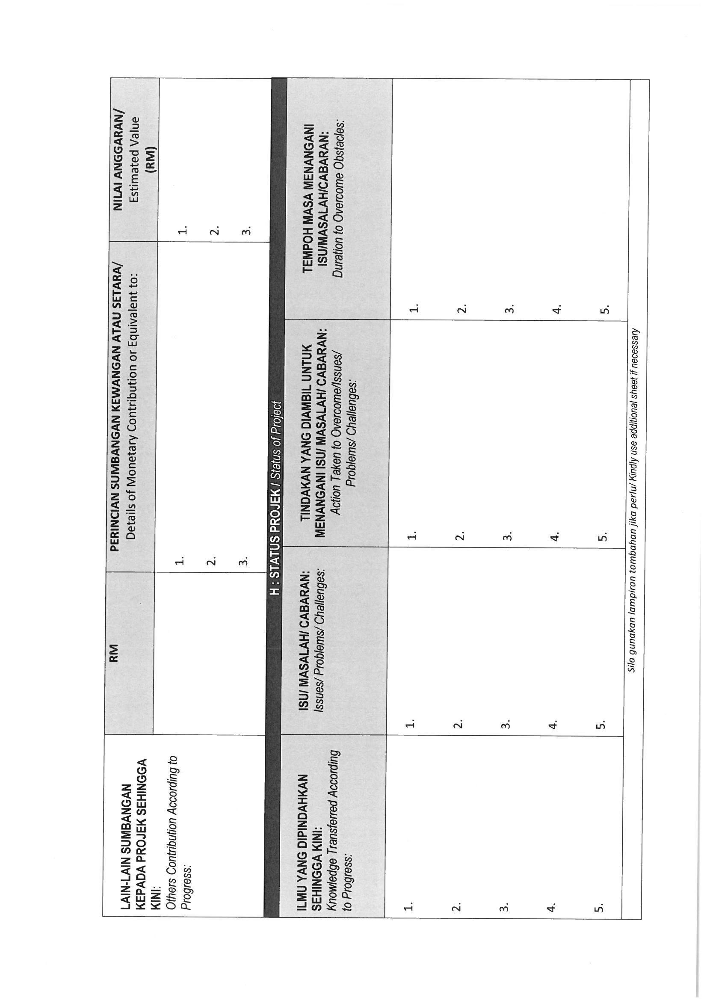 LAIN-LAIN SUMBANGAN
KEPADA PROJEK SEHINGGA
KINI:
Others Contribution According to
Progress:
RM
PERINCIAN SUMBANGAN KEWANGAN ATAU SETARA/
Details of Monetary Contribution or Equivalent to:
NILAI ANGGARAN/
Estimated Value
(RM)
1.
2.
3.
1.
2.
3.
H : STATUS PROJEK / Status of Project
ILMU YANG DIPINDAHKAN
SEHINGGA KINI:
Knowledge Transferred According
to Progress:
ISU/ MASALAH/ CABARAN:
Issues/ Problems/ Challenges:
TINDAKAN YANG DIAMBIL UNTUK
MENANGANI ISU/ MASALAH/ CABARAN:
Action Taken to Overcome/Issues/
Problems/ Challenges:
TEMPOH MASA MENANGANI
ISU/MASALAH/CABARAN:
Duration to Overcome Obstacles:
1.
2.
3.
4.
5.
1.
2.
3.
4.
5.
1.
2.
3.
4.
5.
1.
2.
3.
4.
5.
Sila gunakan lampiran tambahan jika perlu/ Kindly use additional sheet if necessary